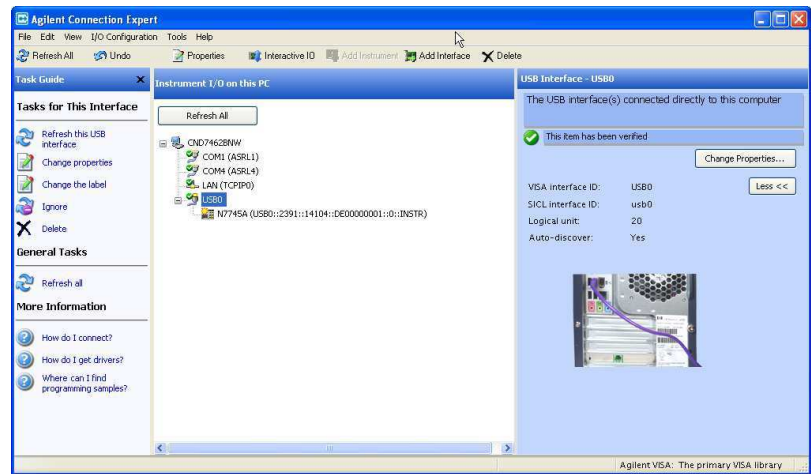 Agilent Connection Expert
File Edit View I/O Configuration Tools Help
Refresh All Undo Properties Interactive IO Add Instrument Add Interface Delete
Task Guide
Tasks for This Interface
Refresh this USB
interface
Change properties
Change the label
Ignore
Delete
General Tasks
Refresh all
More Information
How do I connect?
How do I get drivers?
Where can I find
programming samples?
Instrument I/O on this PC
Refresh All
CND7462BNW
COM1 (ASRL1)
COM4 (ASRL4)
LAN (TCPIP0)
USB0
N7745A (USB0::2391::14104::DE00000001::0::INSTR)
USB Interface - USB0
The USB interface(s) connected directly to this computer
This item has been verified
Change Properties...
VISA interface ID: USB0
Less <<
SICL interface ID: usb0
Logical unit: 20
Auto-discover: Yes
Agilent VISA: The primary VISA library